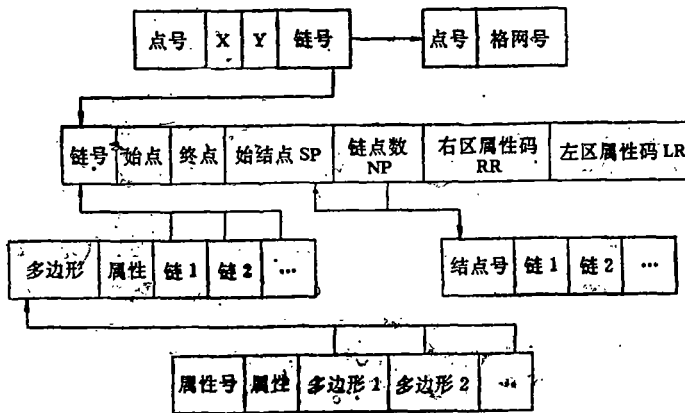 点号 X Y 链号 点号 格网号
链号 始点 终点 始结点 SP 链点数 NP 右区属性码 RR 左区属性码 LR
多边形 属性 链 1 链 2 … 结点号 链 1 链 2 …
属性号 属性 多边形 1 多边形 2 …